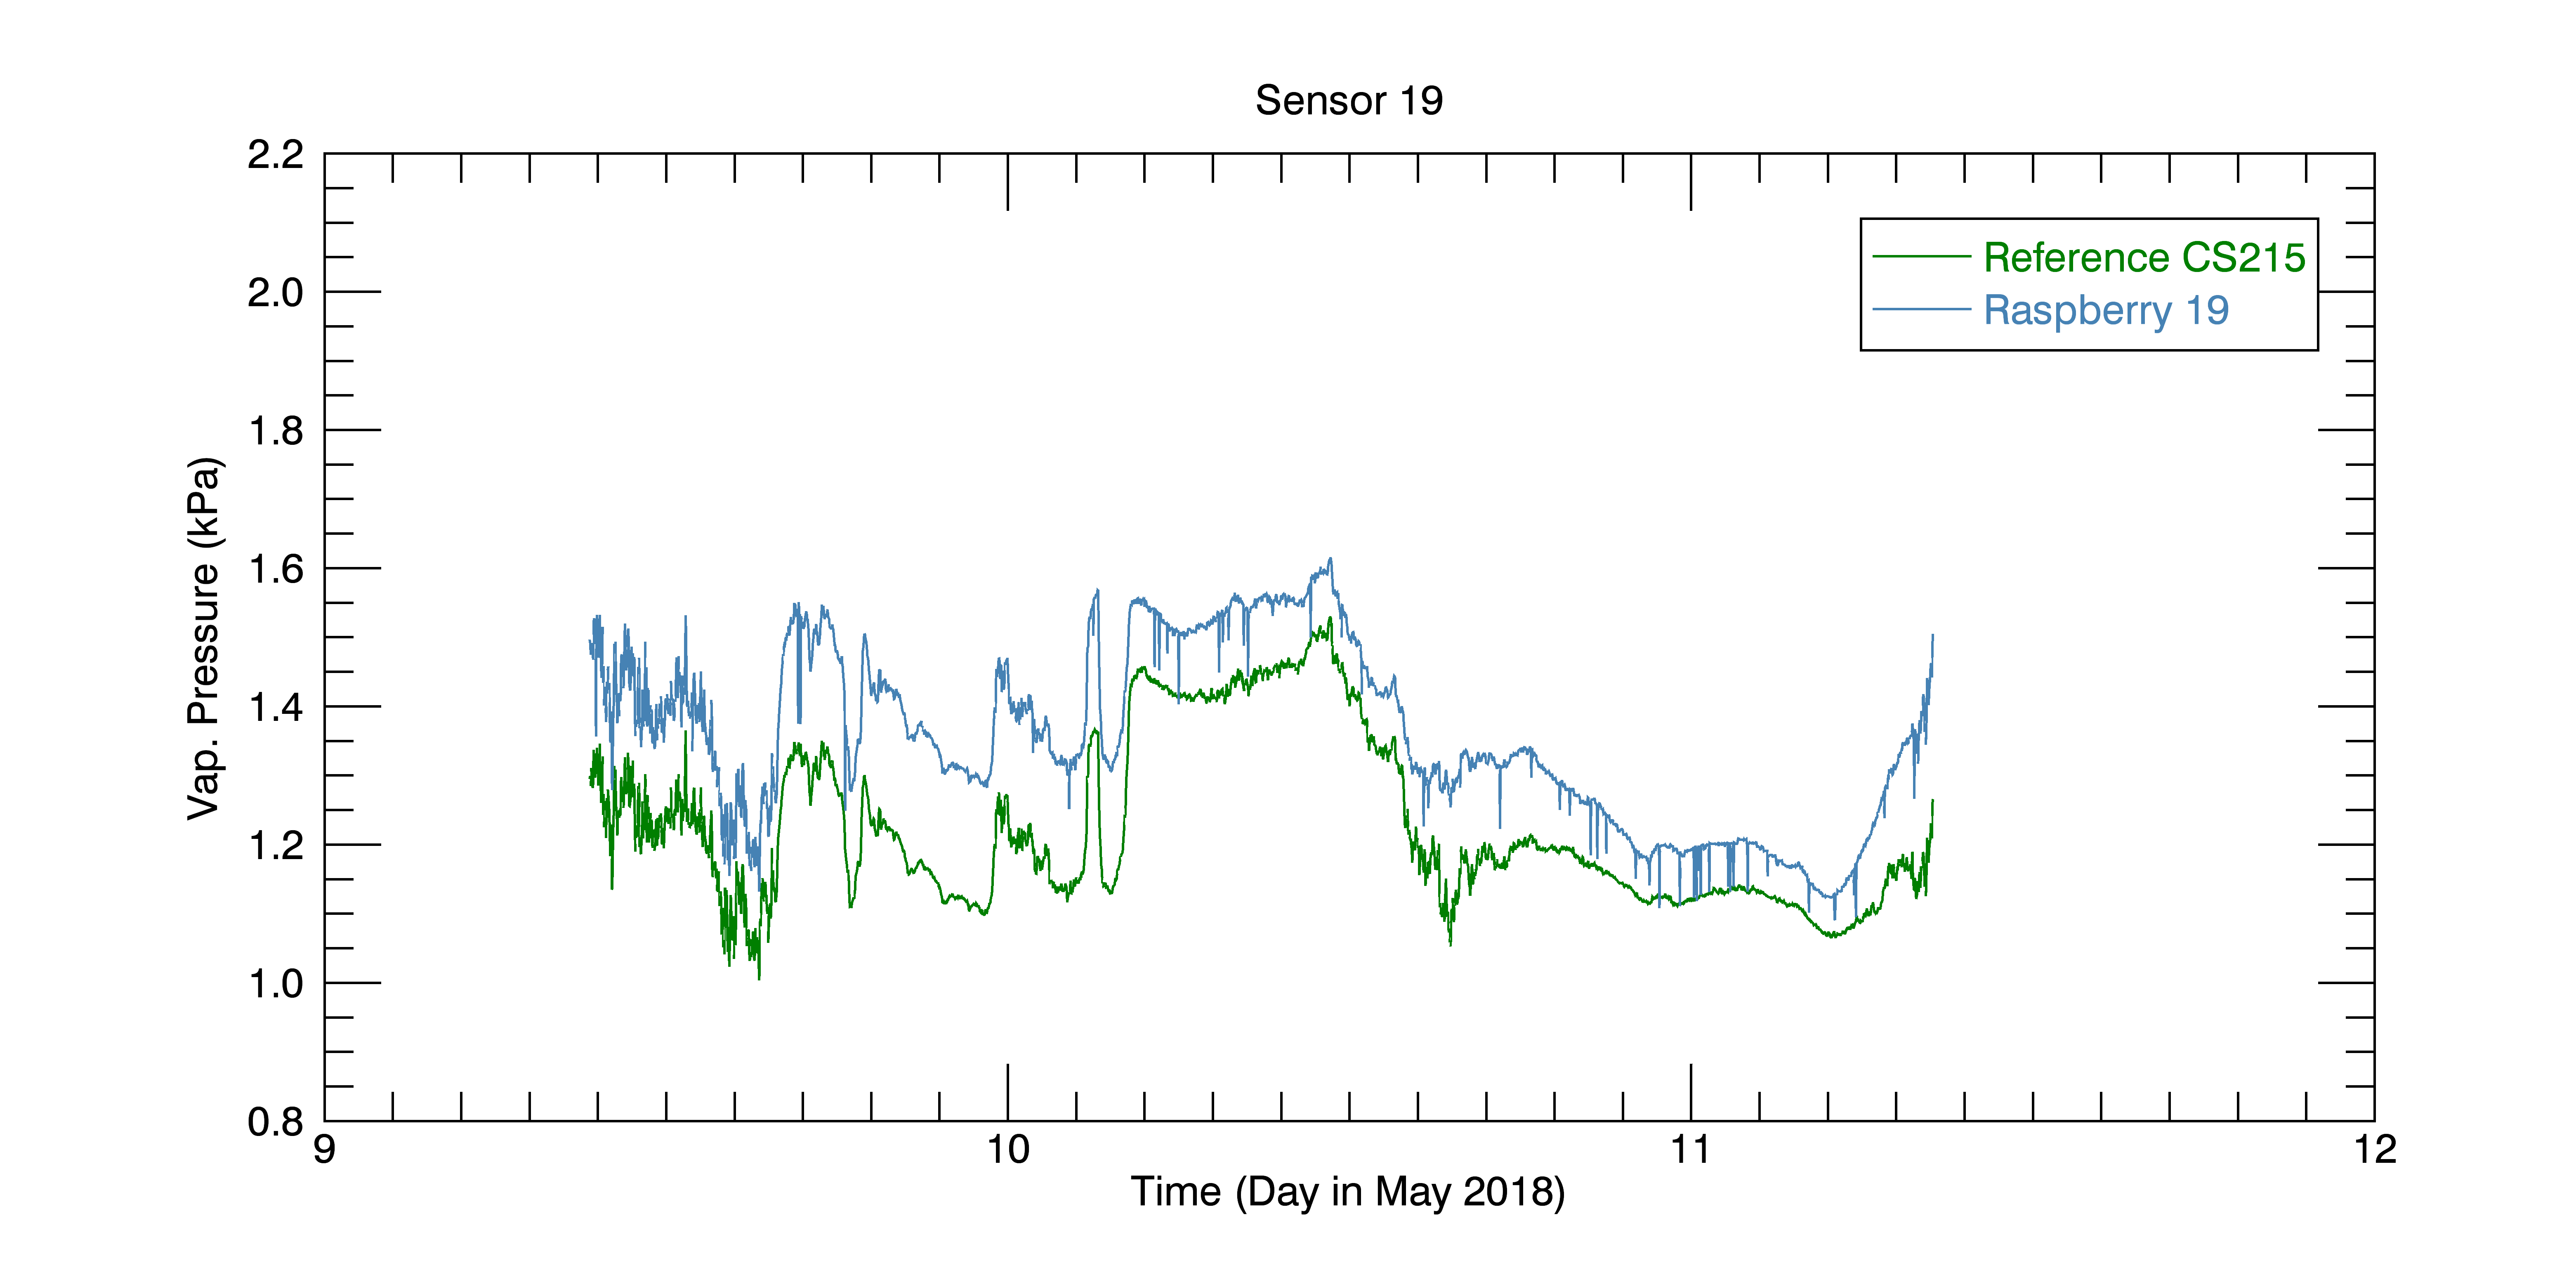 Sensor 19
2.2
2.0
1.8
1.6
1.4
1.2
1.0
0.8
Vap. Pressure (kPa)
Reference CS215
Raspberry 19
9
10
11
12
Time (Day in May 2018)